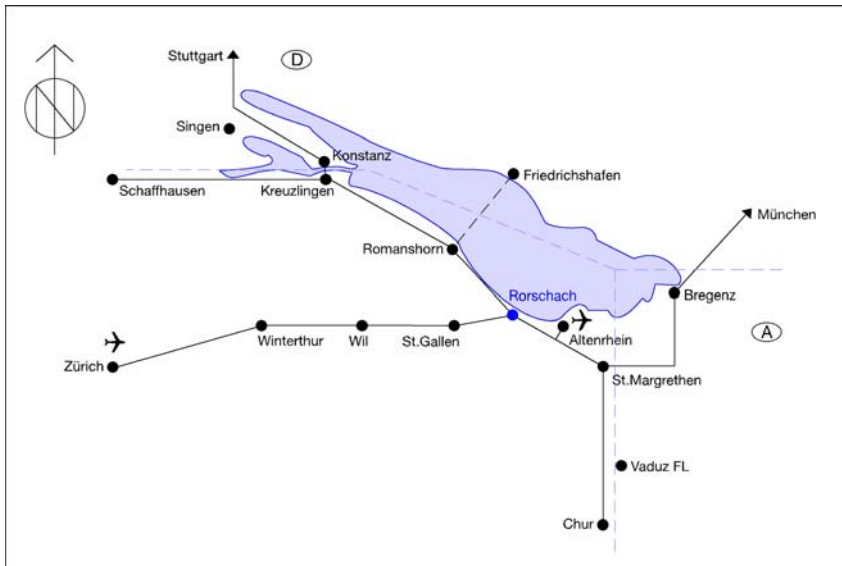 Stuttgart
D
Singen
Konstanz
Schaffhausen
Kreuzlingen
Friedrichshafen
München
Romanshorn
Rorschach
Bregenz
Winterthur
Wil
St.Gallen
Altenrhein
A
Zürich
St.Margrethen
Vaduz FL
Chur
N